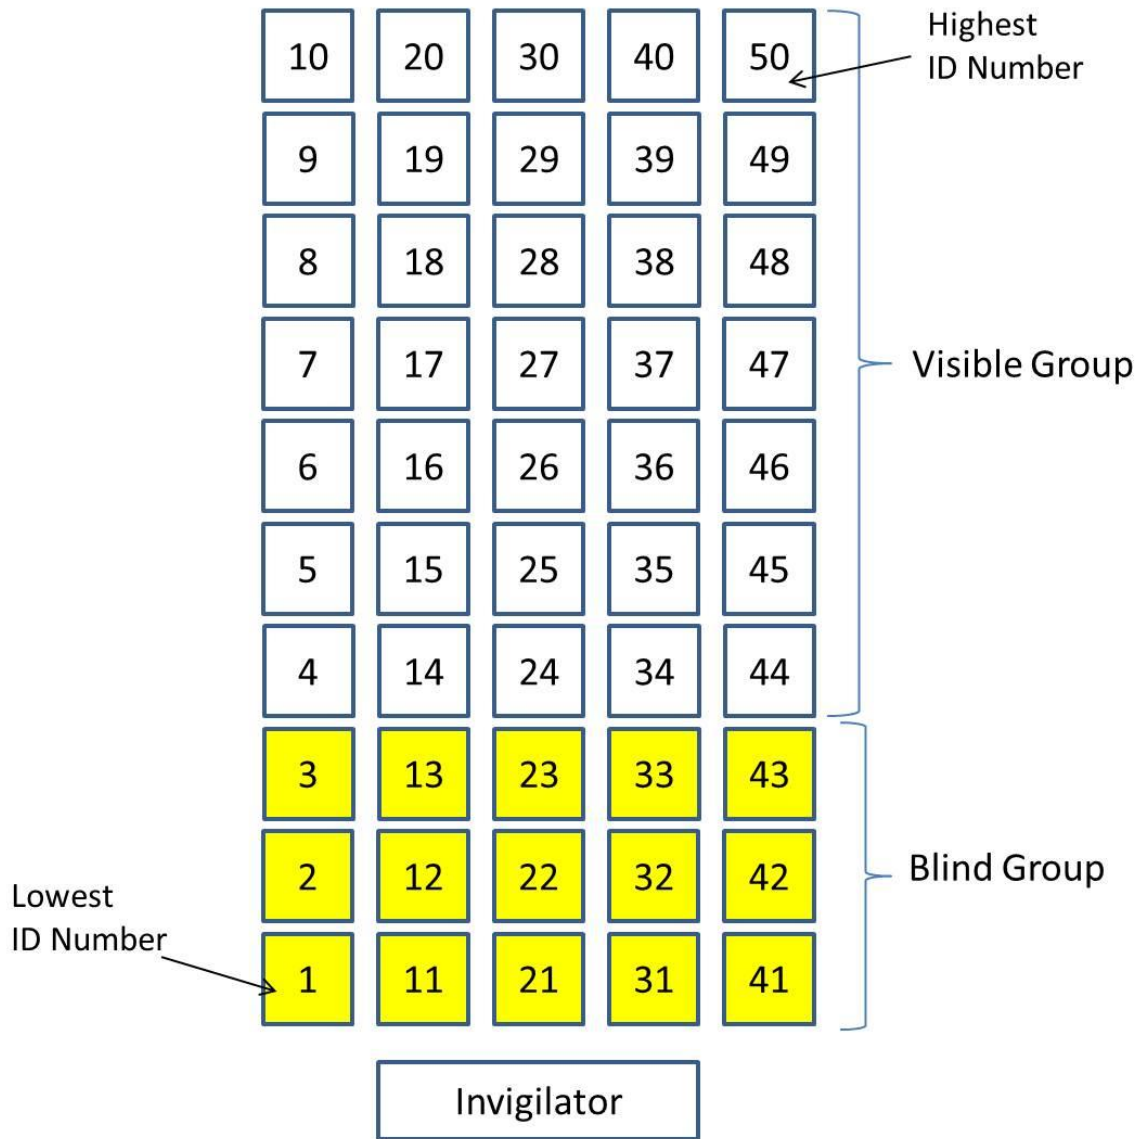 10 20 30 40 50
Highest
ID Number
9 19 29 39 49
8 18 28 38 48
7 17 27 37 47
Visible Group
6 16 26 36 46
5 15 25 35 45
4 14 24 34 44
3 13 23 33 43
2 12 22 32 42
Blind Group
Lowest
ID Number
1 11 21 31 41
Invigilator